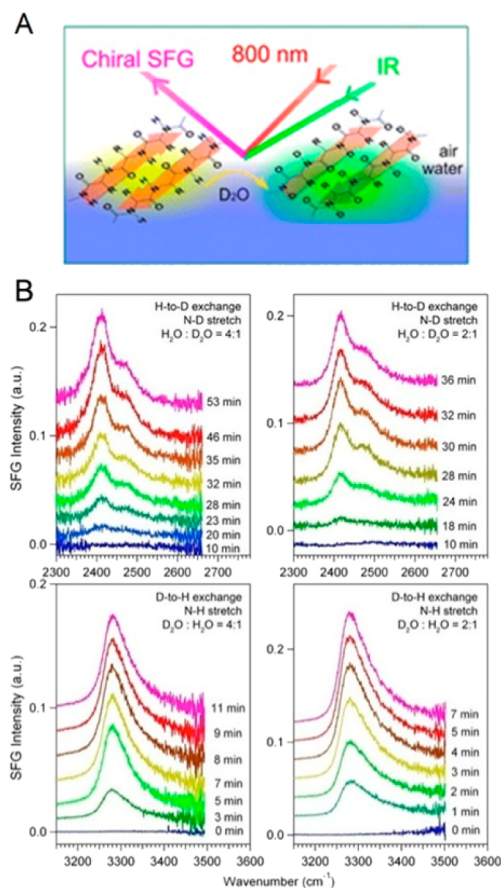 A
Chiral SFG
800 nm
IR
D₂O
air
water
B
SFG Intensity (a.u.)
0.2
0.1
0.0
H-to-D exchange
N-D stretch
H₂O : D₂O = 4:1
53 min
46 min
35 min
32 min
28 min
23 min
20 min
10 min
2300 2400 2500 2600 2700
H-to-D exchange
N-D stretch
H₂O : D₂O = 2:1
0.2
0.1
0.0
36 min
32 min
30 min
28 min
24 min
18 min
10 min
2300 2400 2500 2600 2700
SFG Intensity (a.u.)
0.2
0.1
0.0
D-to-H exchange
N-H stretch
D₂O : H₂O = 4:1
11 min
9 min
8 min
7 min
5 min
3 min
0 min
3200 3300 3400 3500 3600
D-to-H exchange
N-H stretch
D₂O : H₂O = 2:1
0.2
0.1
0.0
7 min
5 min
4 min
3 min
2 min
1 min
0 min
3200 3300 3400 3500 3600
Wavenumber (cm⁻¹)